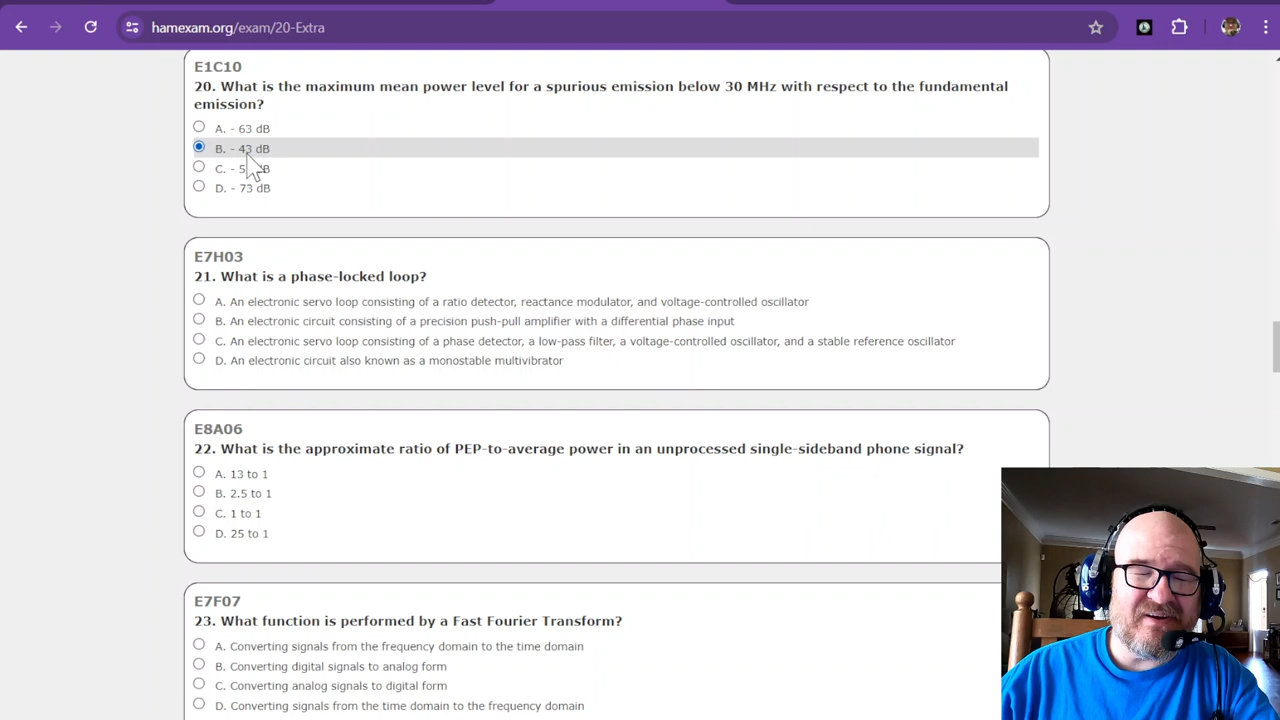 hamexam.org/exam/20-Extra
E1C10
20. What is the maximum mean power level for a spurious emission below 30 MHz with respect to the fundamental
emission?
A. - 63 dB
B. - 43 dB
C. - 5 dB
D. - 73 dB
E7H03
21. What is a phase-locked loop?
A. An electronic servo loop consisting of a ratio detector, reactance modulator, and voltage-controlled oscillator
B. An electronic circuit consisting of a precision push-pull amplifier with a differential phase input
C. An electronic servo loop consisting of a phase detector, a low-pass filter, a voltage-controlled oscillator, and a stable reference oscillator
D. An electronic circuit also known as a monostable multivibrator
E8A06
22. What is the approximate ratio of PEP-to-average power in an unprocessed single-sideband phone signal?
A. 13 to 1
B. 2.5 to 1
C. 1 to 1
D. 25 to 1
E7F07
23. What function is performed by a Fast Fourier Transform?
A. Converting signals from the frequency domain to the time domain
B. Converting digital signals to analog form
C. Converting analog signals to digital form
D. Converting signals from the time domain to the frequency domain